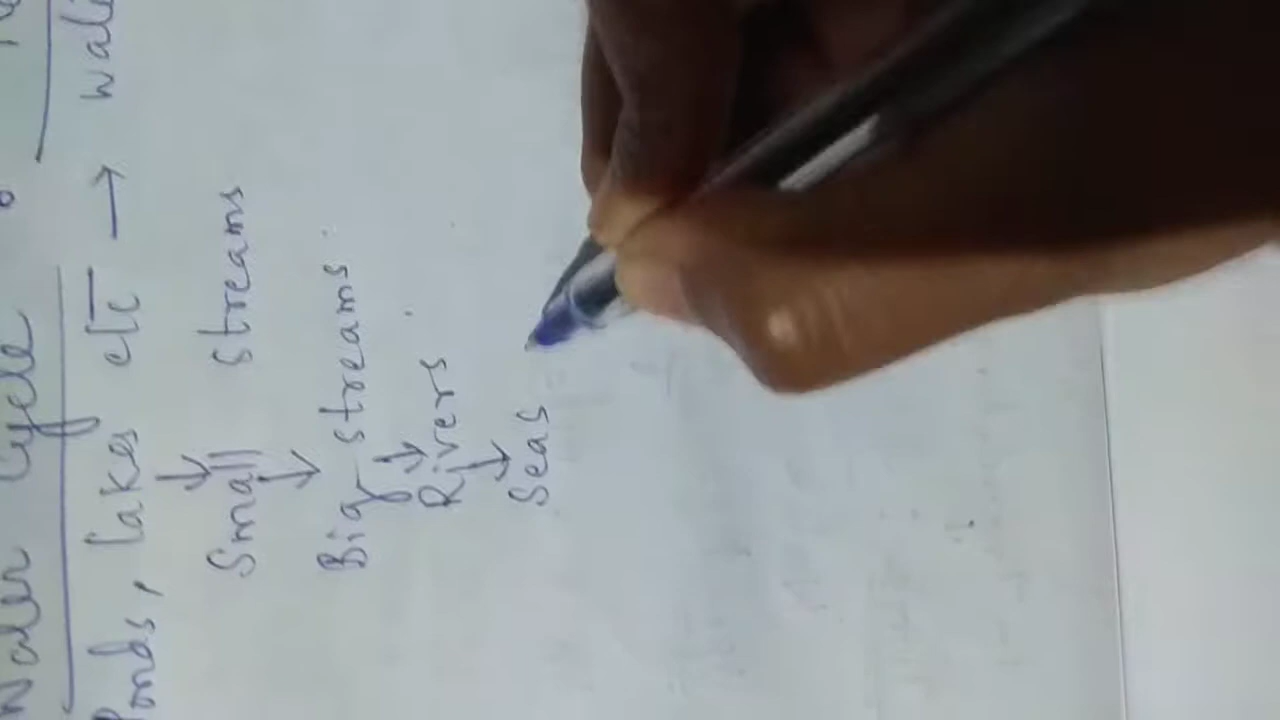 Water Cycle :
Ponds, lakes etc →
↓
Small streams
↓
Big streams
↓
Rivers
↓
Seas